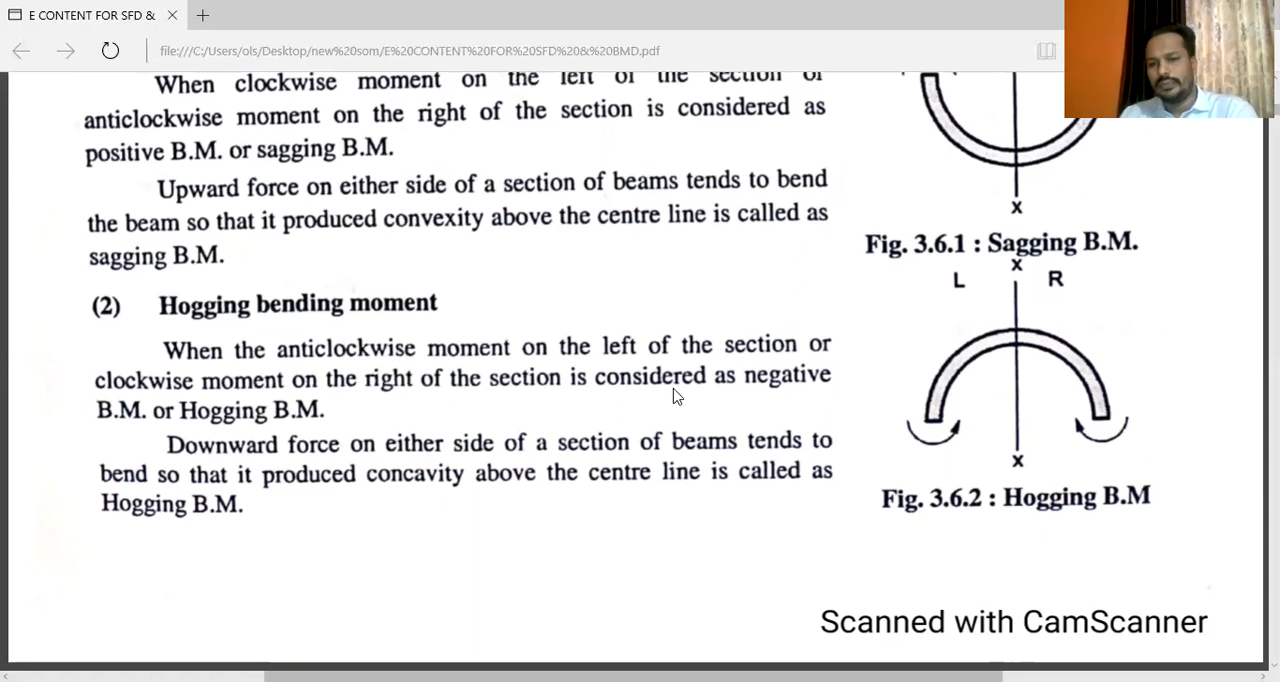 E CONTENT FOR SFD &
file:///C:/Users/ols/Desktop/new%20som/E%20CONTENT%20FOR%20SFD%20&%20BMD.pdf
When clockwise moment on the left of the section or
anticlockwise moment on the right of the section is considered as
positive B.M. or sagging B.M.
Upward force on either side of a section of beams tends to bend
the beam so that it produced convexity above the centre line is called as
sagging B.M.
X
Fig. 3.6.1 : Sagging B.M.
(2) Hogging bending moment
When the anticlockwise moment on the left of the section or
clockwise moment on the right of the section is considered as negative
B.M. or Hogging B.M.
Downward force on either side of a section of beams tends to
bend so that it produced concavity above the centre line is called as
Hogging B.M.
X
L R
X
Fig. 3.6.2 : Hogging B.M
Scanned with CamScanner